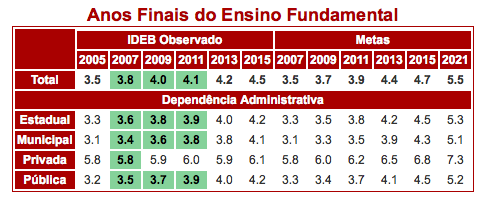 Anos Finais do Ensino Fundamental
IDEB Observado Metas
2005 2007 2009 2011 2013 2015 2007 2009 2011 2013 2015 2021
Total 3.5 3.8 4.0 4.1 4.2 4.5 3.5 3.7 3.9 4.4 4.7 5.5
Dependência Administrativa
Estadual 3.3 3.6 3.8 3.9 4.0 4.2 3.3 3.5 3.8 4.2 4.5 5.3
Municipal 3.1 3.4 3.6 3.8 3.8 4.1 3.1 3.3 3.5 3.9 4.3 5.1
Privada 5.8 5.8 5.9 6.0 5.9 6.1 5.8 6.0 6.2 6.5 6.8 7.3
Pública 3.2 3.5 3.7 3.9 4.0 4.2 3.3 3.4 3.7 4.1 4.5 5.2